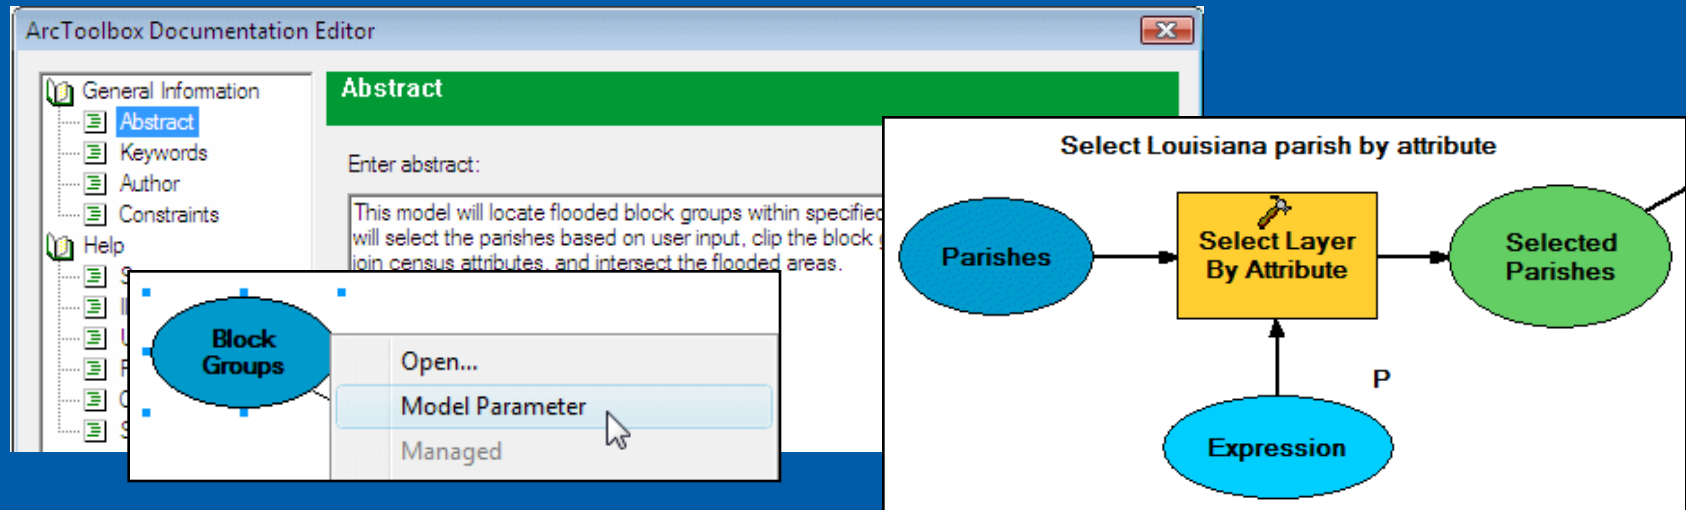 ArcToolbox Documentation Editor
General Information
Abstract
Keywords
Author
Constraints
Help
Abstract
Enter abstract:
This model will locate flooded block groups within specified
will select the parishes based on user input, clip the block
join census attributes, and intersect the flooded areas.
Block
Groups
Open...
Model Parameter
Managed
Select Louisiana parish by attribute
Parishes
Select Layer
By Attribute
Selected
Parishes
P
Expression